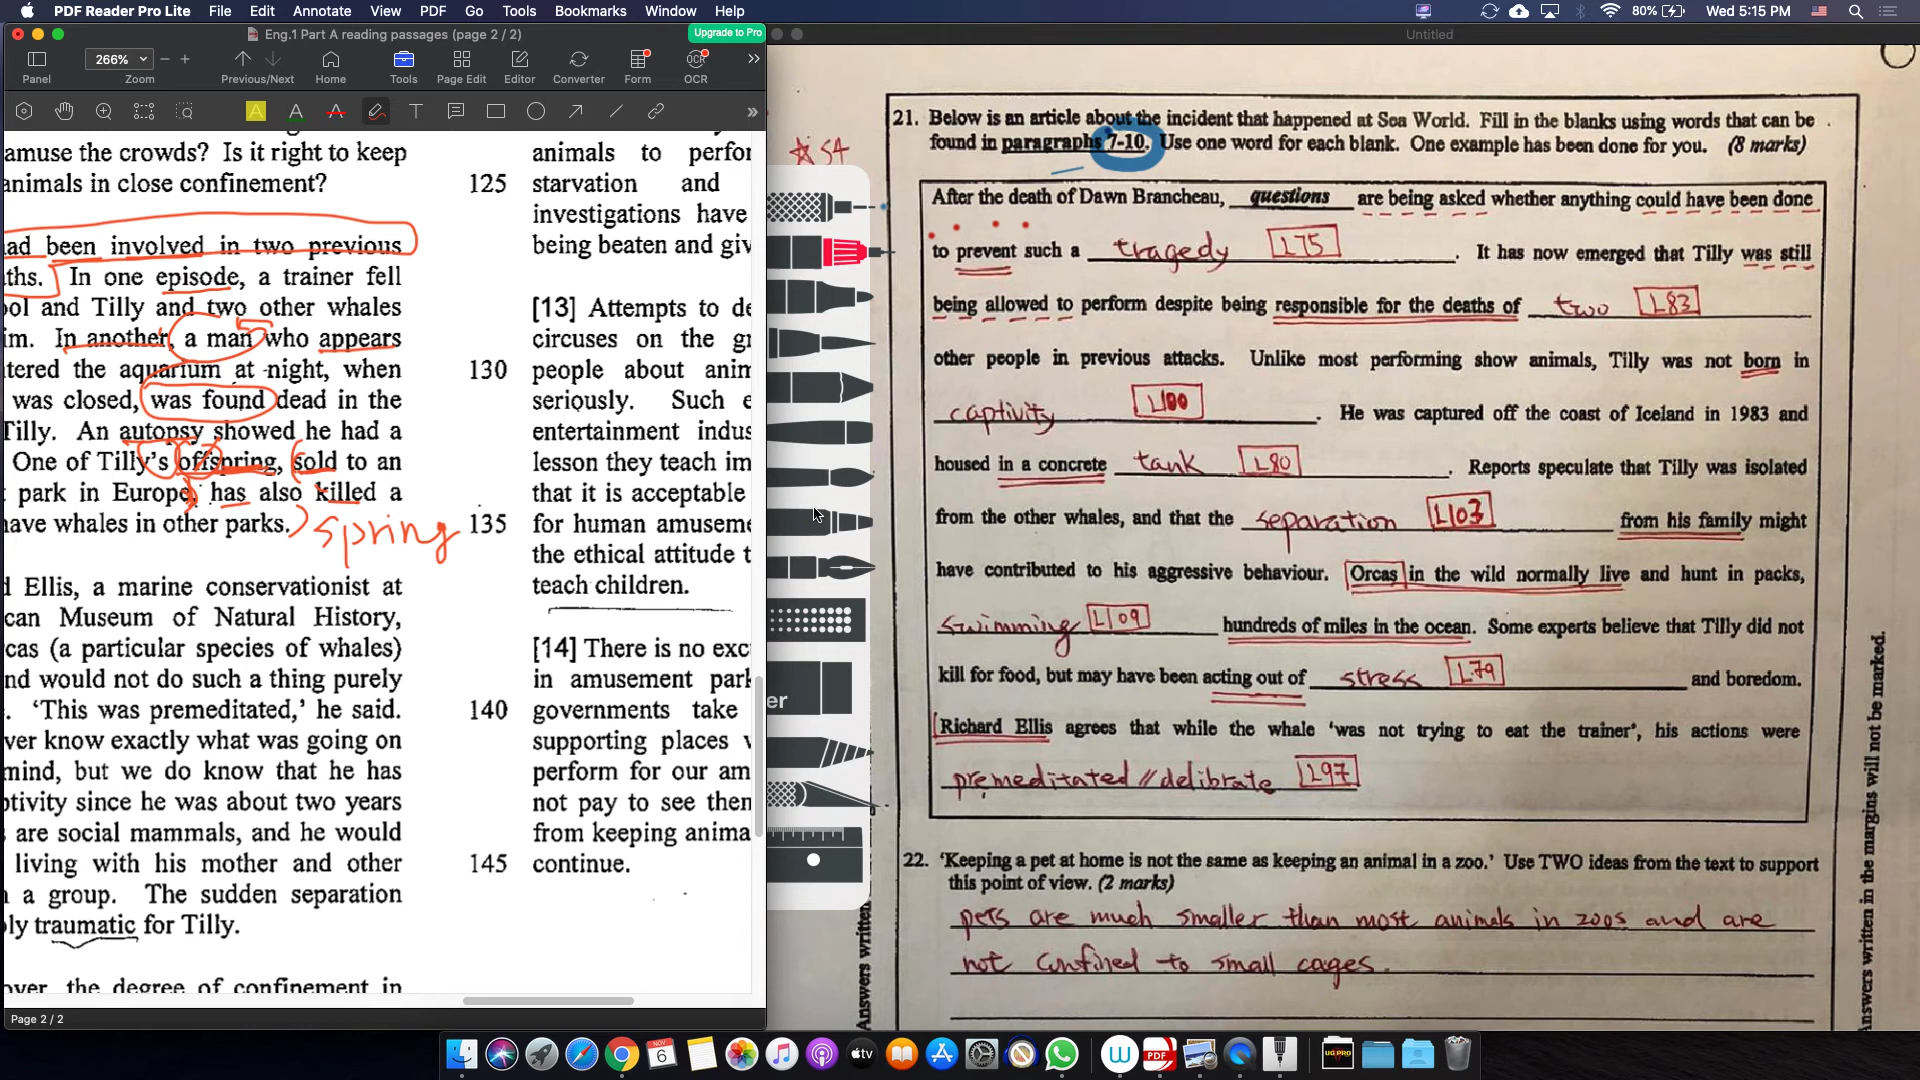 PDF Reader Pro Lite File Edit Annotate View PDF Go Tools Bookmarks Window Help 80% Wed 5:15 PM
Eng.1 Part A reading passages (page 2 / 2) Upgrade to Pro
Untitled
266%
Panel Zoom Previous/Next Home Tools Page Edit Editor Converter Form OCR
amuse the crowds? Is it right to keep
animals in close confinement?
had been involved in two previous
ths. In one episode, a trainer fell
ool and Tilly and two other whales
im. In another, a man who appears
tered the aquarium at night, when
was closed, was found dead in the
Tilly. An autopsy showed he had a
One of Tilly's offspring, sold to an
park in Europe, has also killed a
have whales in other parks.
spring
d Ellis, a marine conservationist at
can Museum of Natural History,
rcas (a particular species of whales)
nd would not do such a thing purely
. 'This was premeditated,' he said.
ver know exactly what was going on
mind, but we do know that he has
ptivity since he was about two years
s are social mammals, and he would
living with his mother and other
n a group. The sudden separation
bly traumatic for Tilly.
over, the degree of confinement in
animals to perfor
125 starvation and
investigations have
being beaten and giv
[13] Attempts to de
circuses on the gr
130 people about anim
seriously. Such e
entertainment indus
lesson they teach im
that it is acceptable
135 for human amuseme
the ethical attitude t
teach children.
[14] There is no exc
in amusement park
140 governments take
supporting places v
perform for our am
not pay to see them
from keeping anima
145 continue.
Page 2 / 2
er
54
21. Below is an article about the incident that happened at Sea World. Fill in the blanks using words that can be
found in paragraphs 7-10. Use one word for each blank. One example has been done for you. (8 marks)
After the death of Dawn Brancheau, questions are being asked whether anything could have been done
to prevent such a tragedy L75. It has now emerged that Tilly was still
being allowed to perform despite being responsible for the deaths of two L83
other people in previous attacks. Unlike most performing show animals, Tilly was not born in
captivity L100. He was captured off the coast of Iceland in 1983 and
housed in a concrete tank L80. Reports speculate that Tilly was isolated
from the other whales, and that the separation L103 from his family might
have contributed to his aggressive behaviour. Orcas in the wild normally live and hunt in packs,
swimming L109 hundreds of miles in the ocean. Some experts believe that Tilly did not
kill for food, but may have been acting out of stress L79 and boredom.
Richard Ellis agrees that while the whale 'was not trying to eat the trainer', his actions were
premeditated // delibrate L97
22. 'Keeping a pet at home is not the same as keeping an animal in a zoo.' Use TWO ideas from the text to support
this point of view. (2 marks)
pets are much smaller than most animals in zoos and are
not confined to small cages.
Answers written
Answers written in the margins will not be marked.
NOV
6
tv
PDF
UG PRO